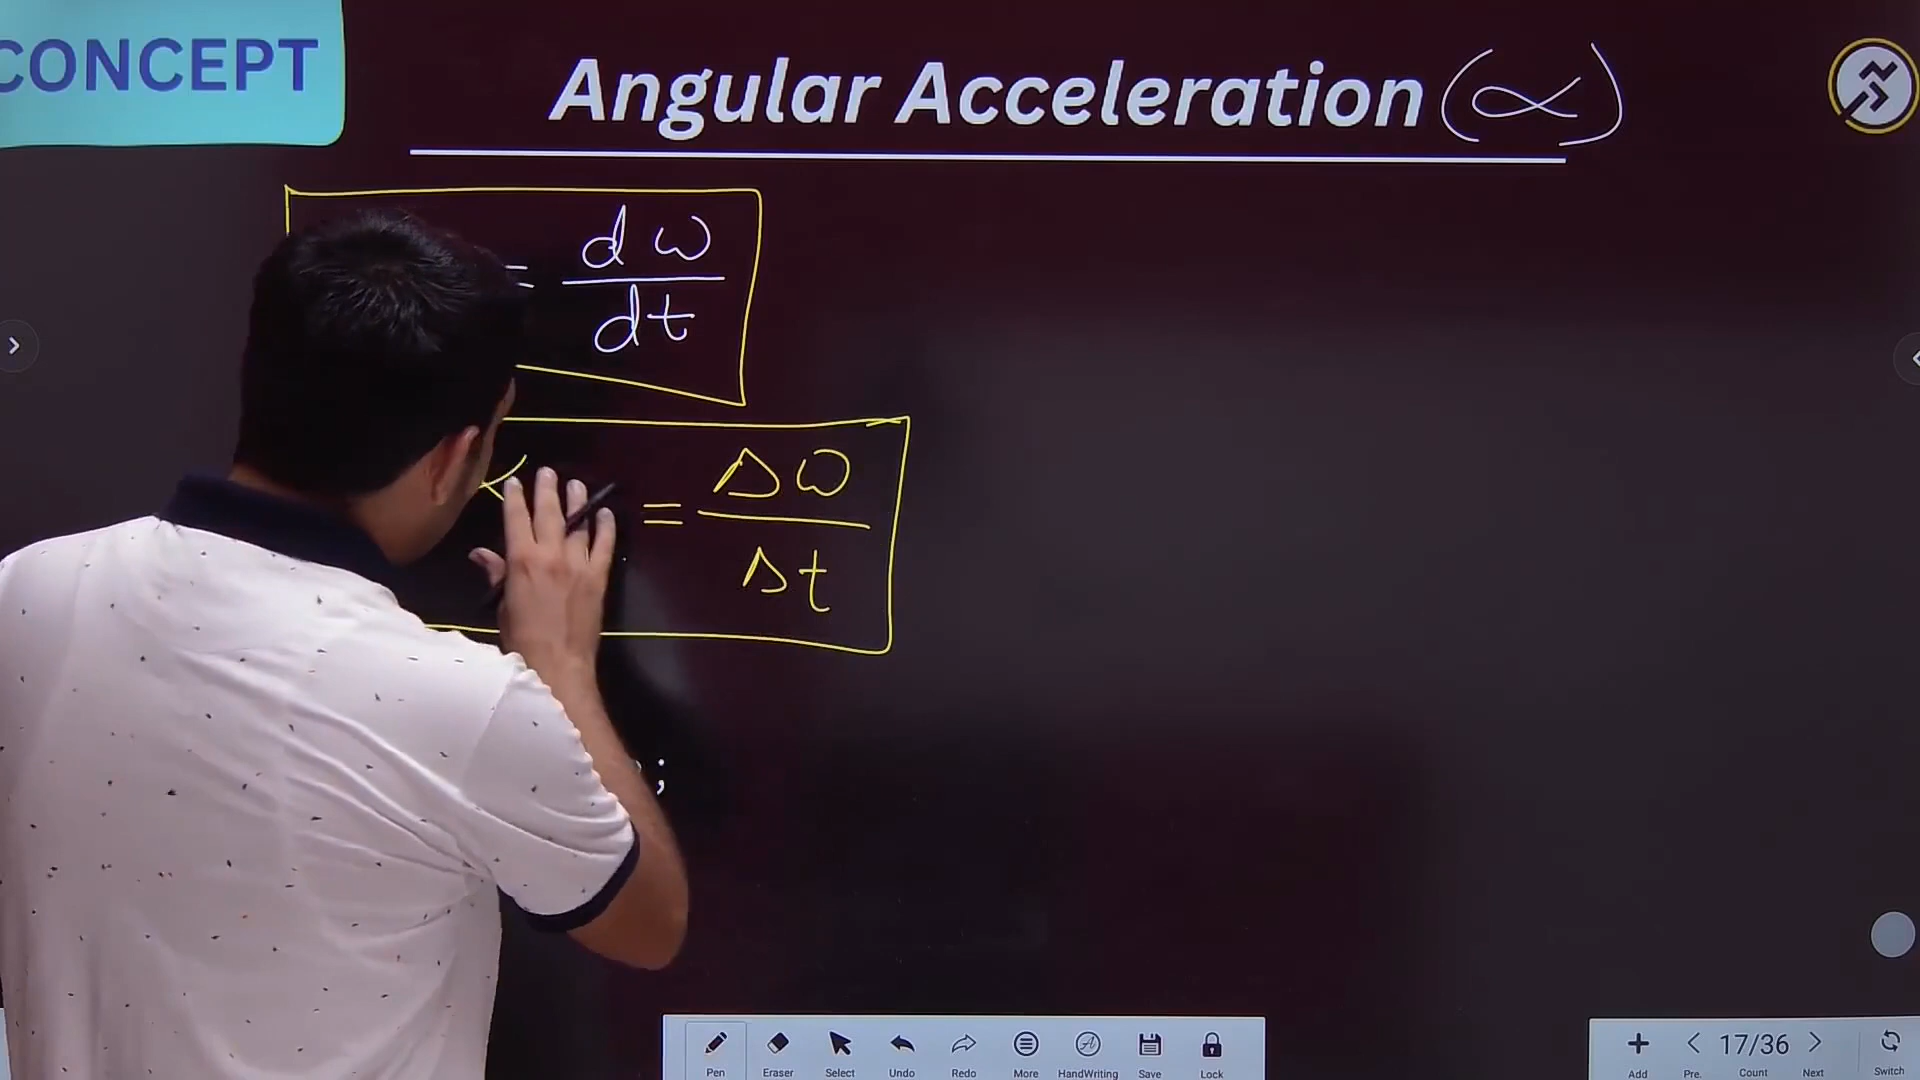 CONCEPT
Angular Acceleration (α)
= dω
dt
= Δω
Δt
;
Pen Eraser Select Undo Redo More HandWriting Save Lock
Add Pre. 17/36 Count Next Switch